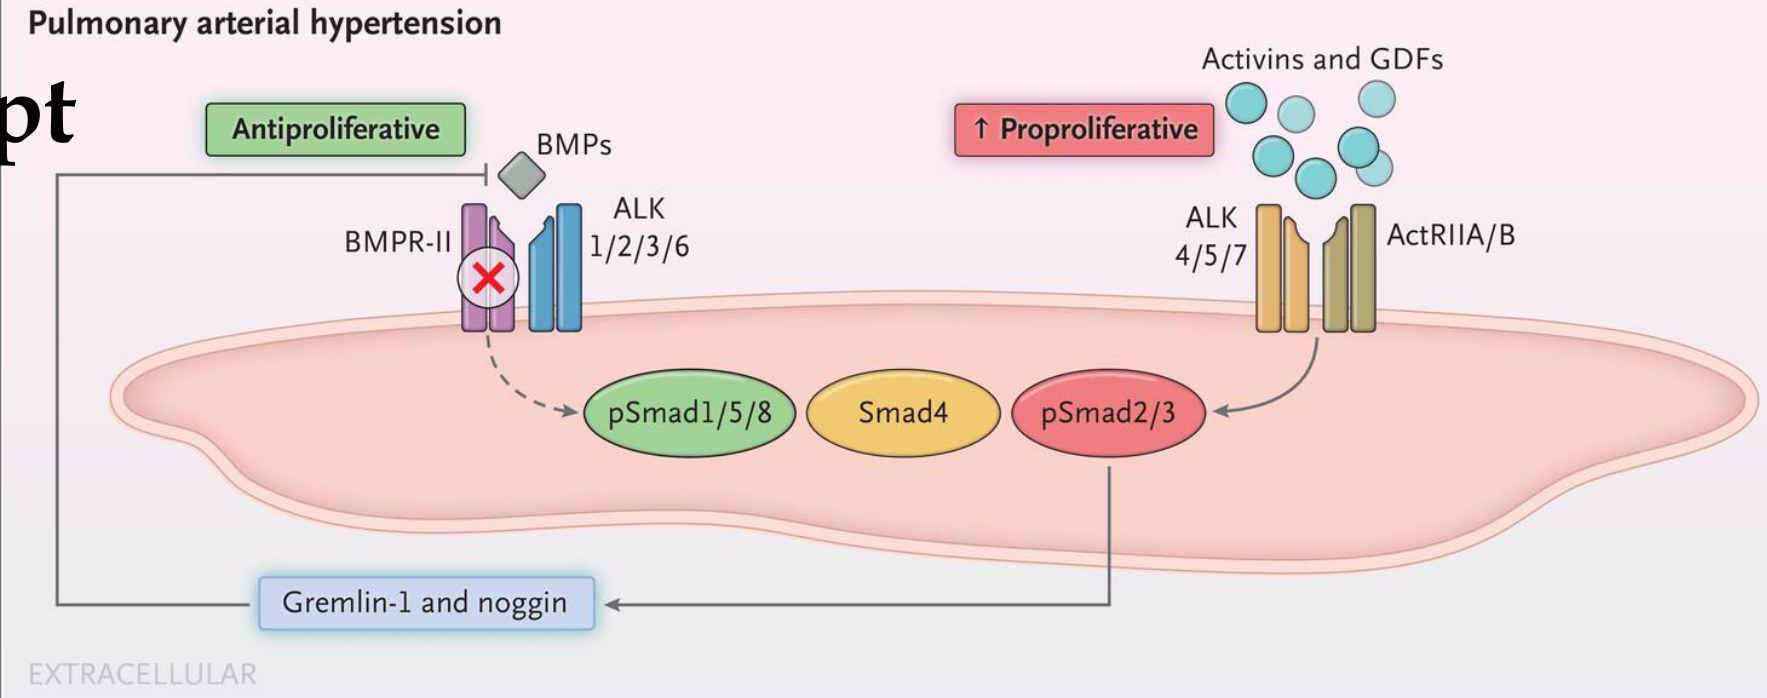 Pulmonary arterial hypertension
pt
Activins and GDFs
Antiproliferative
↑ Proproliferative
BMPs
BMPR-II
ALK
1/2/3/6
ALK
4/5/7
ActRIIA/B
pSmad1/5/8
Smad4
pSmad2/3
Gremlin-1 and noggin
EXTRACELLULAR